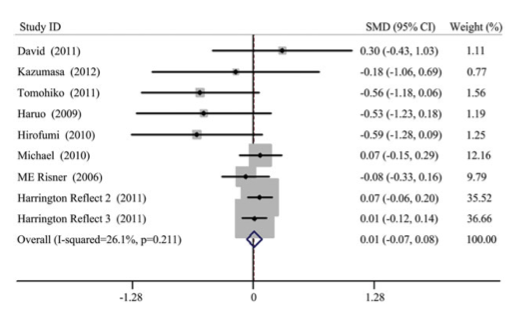 Study ID SMD (95% CI) Weight (%)
David (2011) 0.30 (-0.43, 1.03) 1.11
Kazumasa (2012) -0.18 (-1.06, 0.69) 0.77
Tomohiko (2011) -0.56 (-1.18, 0.06) 1.56
Haruo (2009) -0.53 (-1.23, 0.18) 1.19
Hirofumi (2010) -0.59 (-1.28, 0.09) 1.25
Michael (2010) 0.07 (-0.15, 0.29) 12.16
ME Risner (2006) -0.08 (-0.33, 0.16) 9.79
Harrington Reflect 2 (2011) 0.07 (-0.06, 0.20) 35.52
Harrington Reflect 3 (2011) 0.01 (-0.12, 0.14) 36.66
Overall (I-squared=26.1%, p=0.211) 0.01 (-0.07, 0.08) 100.00
-1.28 0 1.28